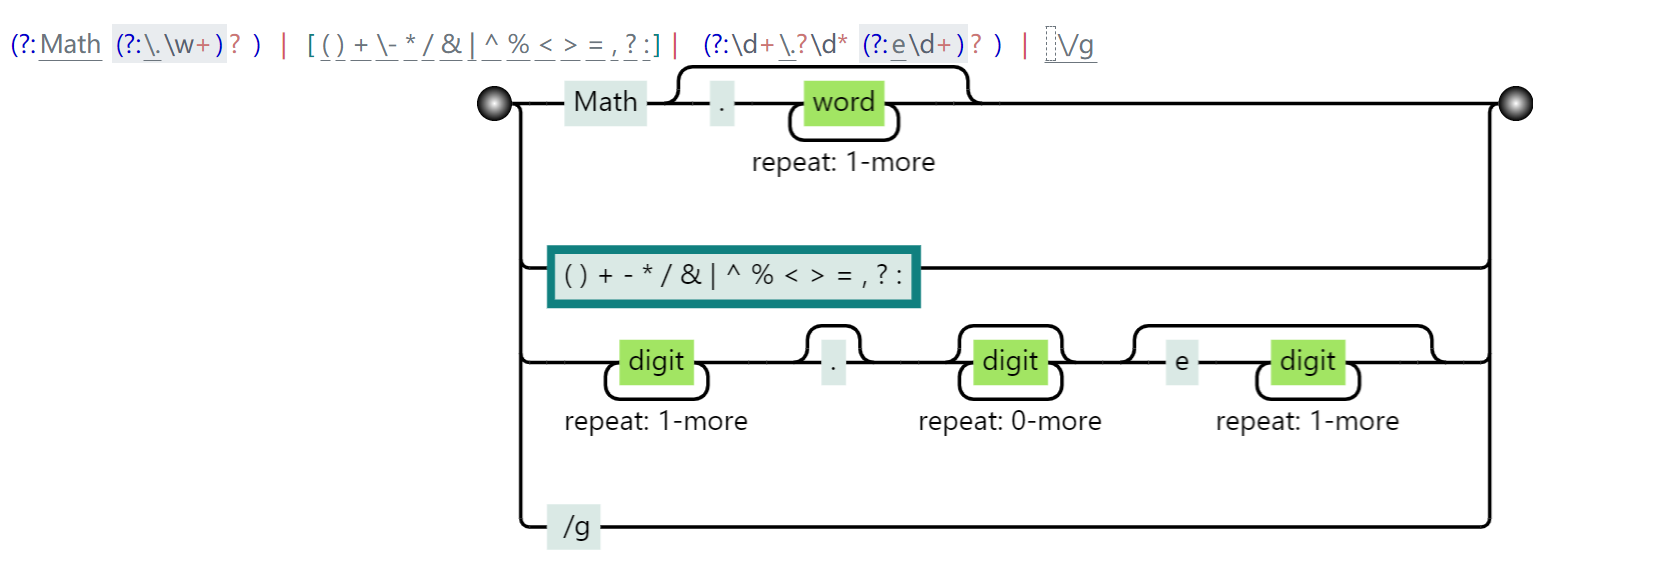 (?:Math (?:\.\w+)? ) | [()+\-*/&|^%<>=,?:]| (?:\d+\.?\d* (?:e\d+)? ) | \/g
Math . word
repeat: 1-more
()+-*/&|^%<>=,?:
digit . digit e digit
repeat: 1-more repeat: 0-more repeat: 1-more
/g